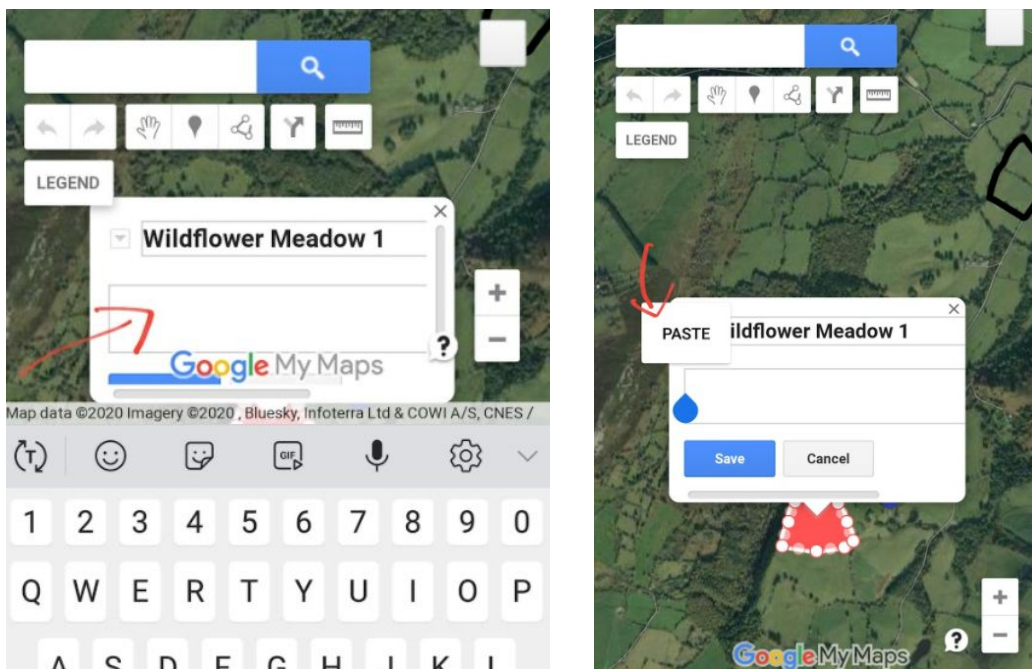 LEGEND
Wildflower Meadow 1
Google My Maps
Map data ©2020 Imagery ©2020 , Bluesky, Infoterra Ltd & COWI A/S, CNES /
GIF
1 2 3 4 5 6 7 8 9 0
Q W E R T Y U I O P
A S D F G H J K L
LEGEND
PASTE
ildflower Meadow 1
Save Cancel
?
Google My Maps